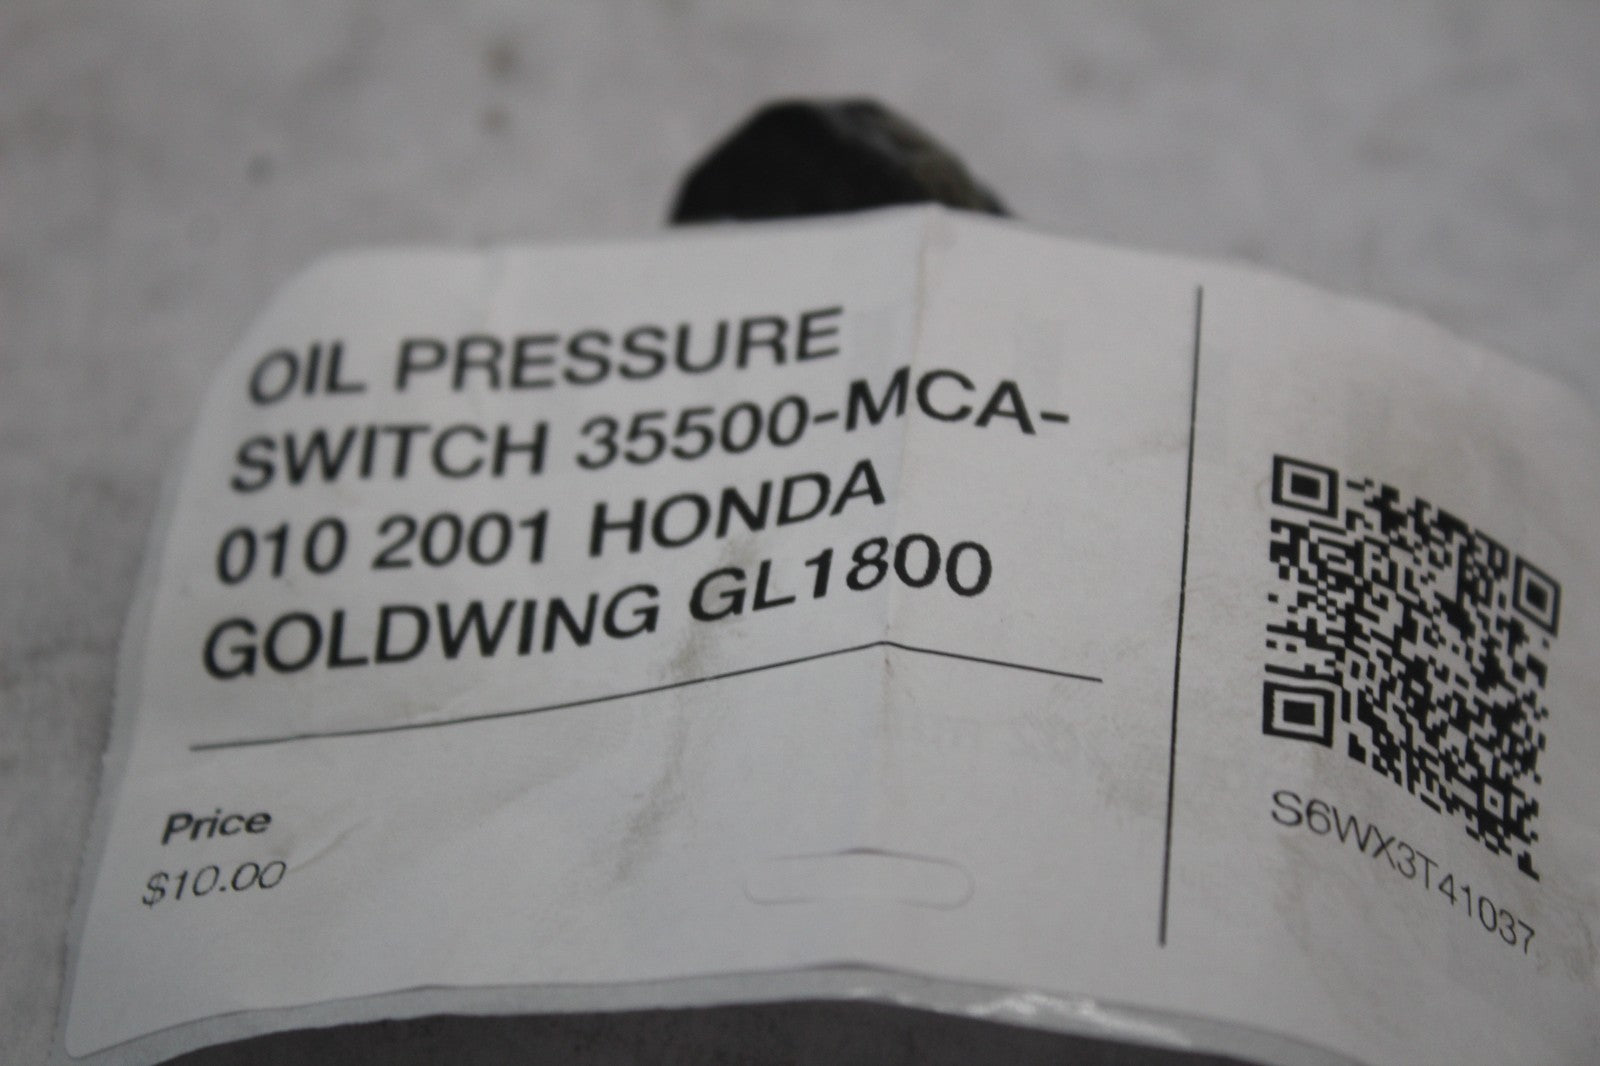 OIL PRESSURE
SWITCH 35500-MCA-
010 2001 HONDA
GOLDWING GL1800
Price
$10.00
S6WX3T41037